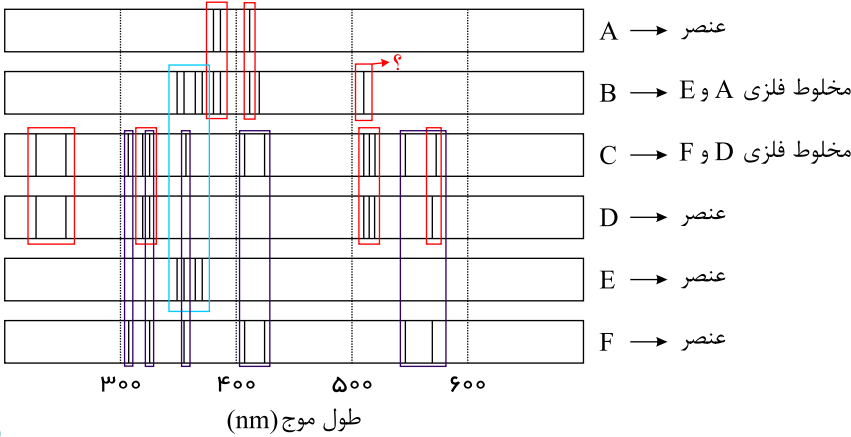 A → عنصر
؟
B → مخلوط فلزی A و E
C → مخلوط فلزی D و F
D → عنصر
E → عنصر
F → عنصر
۳۰۰ ۴۰۰ ۵۰۰ ۶۰۰
طول موج (nm)